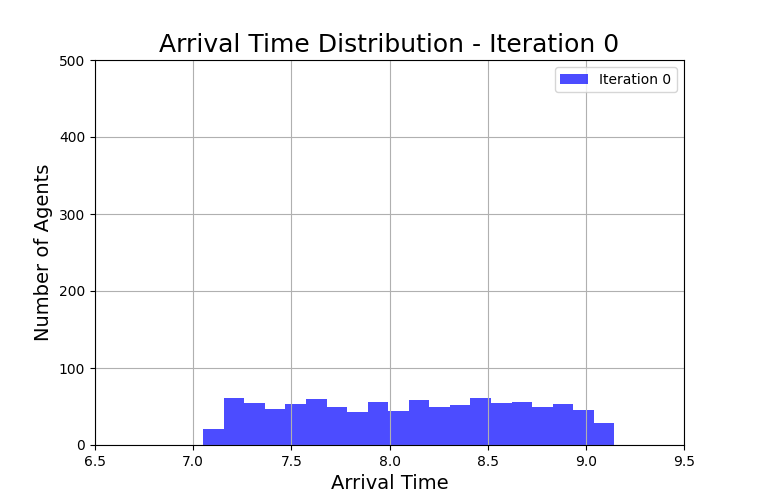 Arrival Time Distribution - Iteration 0
Iteration 0
Number of Agents
500
400
300
200
100
0
6.5 7.0 7.5 8.0 8.5 9.0 9.5
Arrival Time